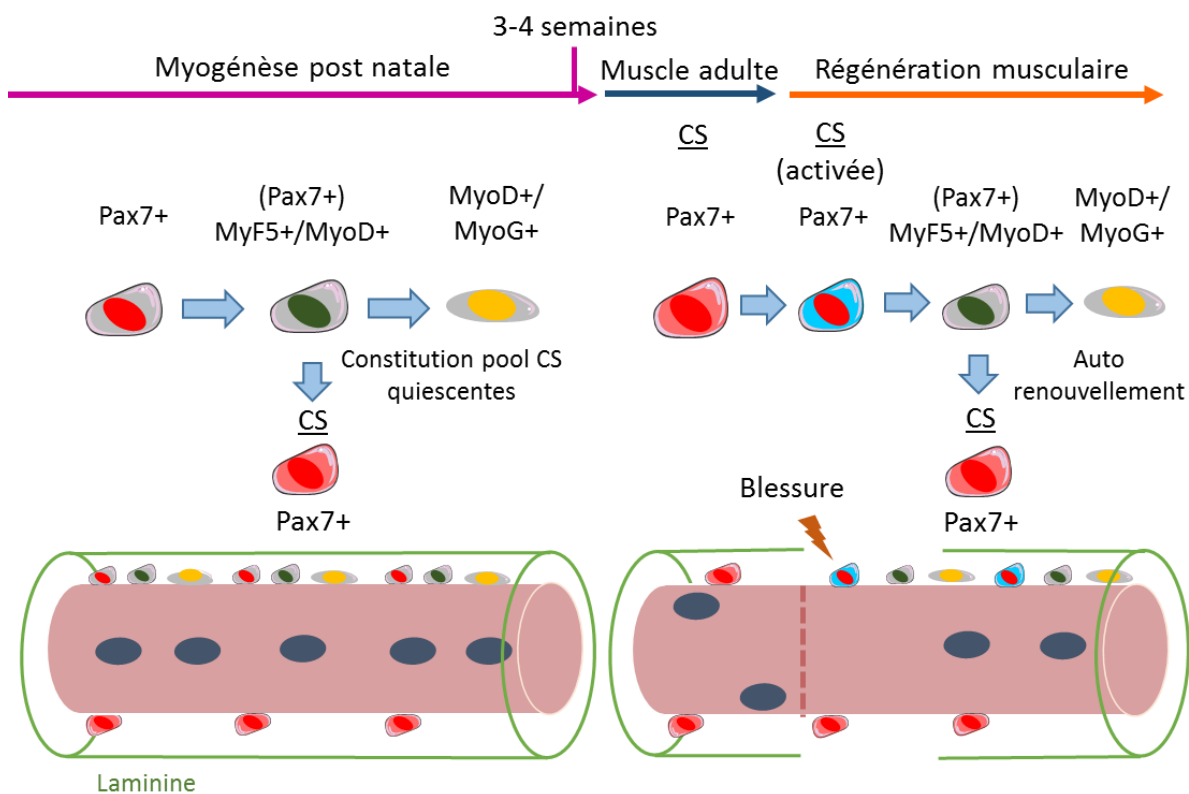 3-4 semaines
Myogénèse post natale
Muscle adulte
Régénération musculaire
CS
CS
(activée)
Pax7+
(Pax7+)
MyF5+/MyoD+
MyoD+/
MyoG+
Pax7+
Pax7+
(Pax7+)
MyF5+/MyoD+
MyoD+/
MyoG+
Constitution pool CS
quiescentes
CS
Pax7+
Auto
renouvellement
CS
Pax7+
Blessure
Laminine